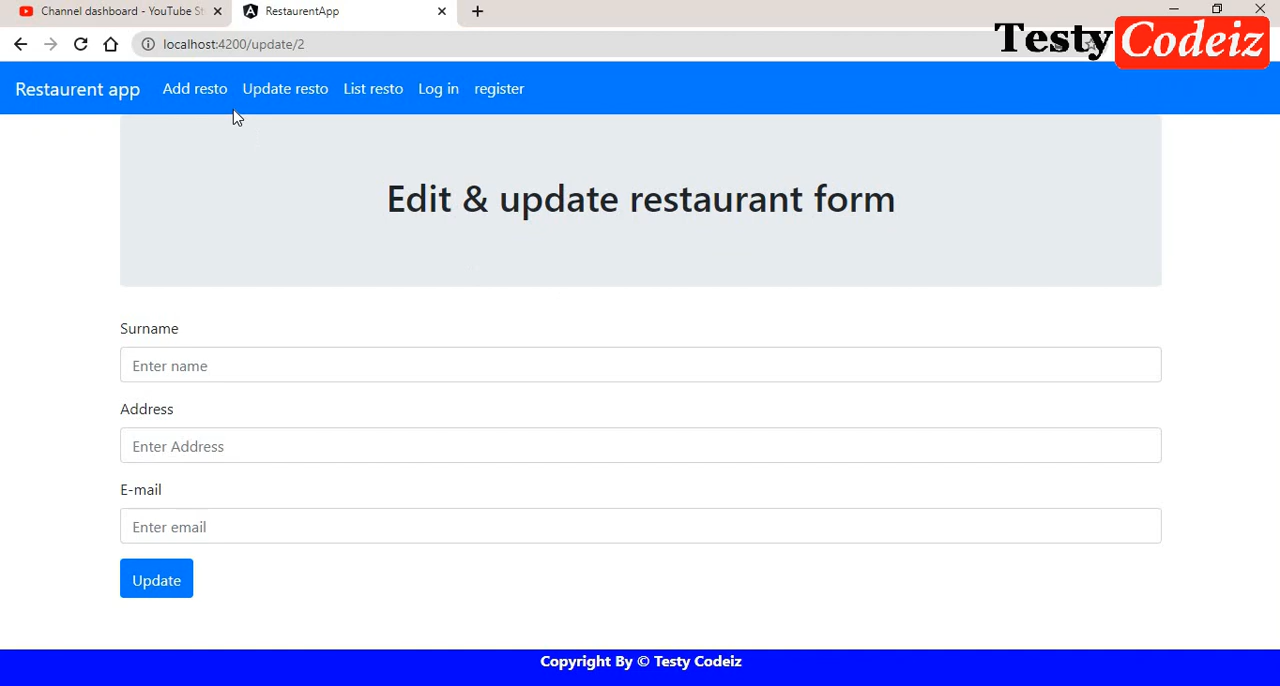 Channel dashboard - YouTube St
RestaurentApp
localhost:4200/update/2
Testy Codeiz
Restaurent app Add resto Update resto List resto Log in register
Edit & update restaurant form
Surname
Enter name
Address
Enter Address
E-mail
Enter email
Update
Copyright By © Testy Codeiz